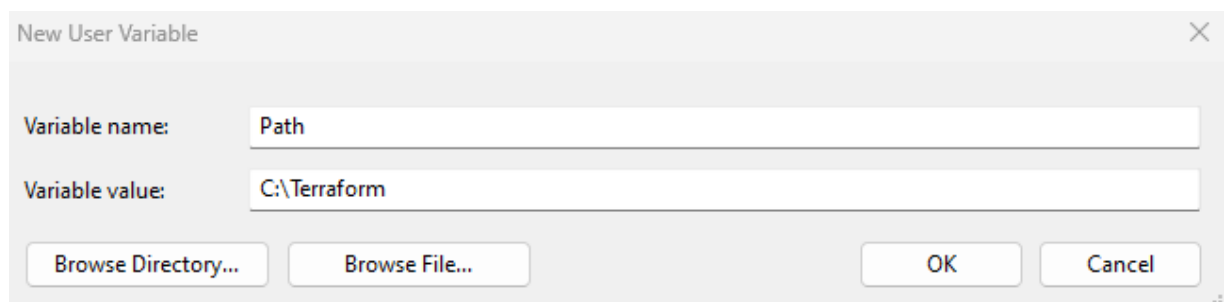 New User Variable
Variable name: Path
Variable value: C:\Terraform
Browse Directory... Browse File... OK Cancel